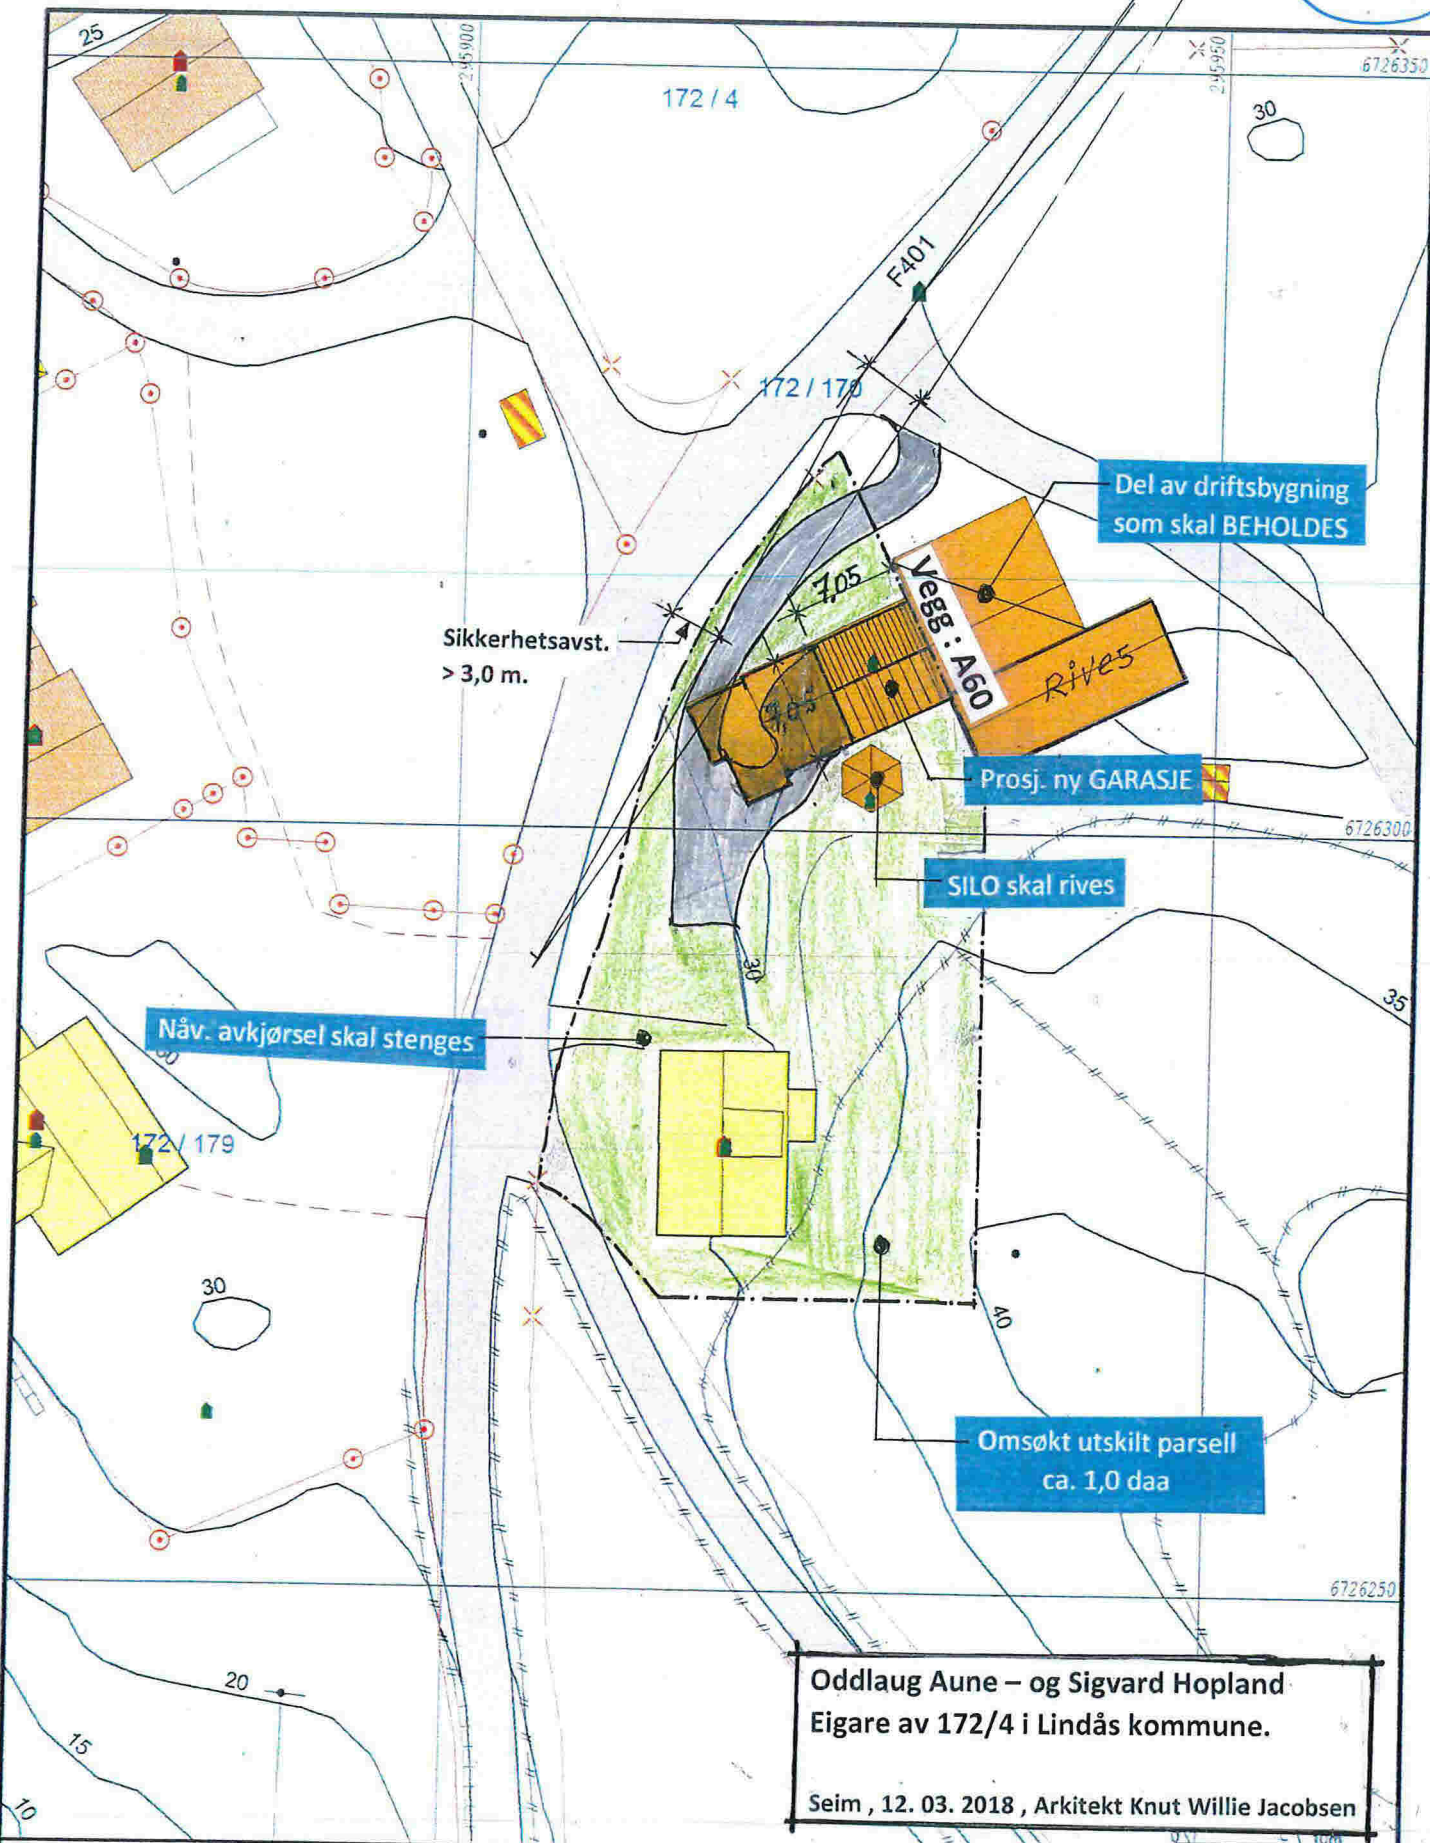 25
295900
295950
6726350
172 / 4
30
F401
172 / 170
Del av driftsbygning
som skal BEHOLDES
7,05
Vegg : A60
Sikkerhetsavst.
> 3,0 m.
Rives
Prosj. ny GARASJE
6726300
SILO skal rives
30
35
Nåv. avkjørsel skal stenges
172 / 179
30
40
Omsøkt utskilt parsell
ca. 1,0 daa
6726250
20
15
10
Oddlaug Aune – og Sigvard Hopland
Eigare av 172/4 i Lindås kommune.
Seim , 12. 03. 2018 , Arkitekt Knut Willie Jacobsen